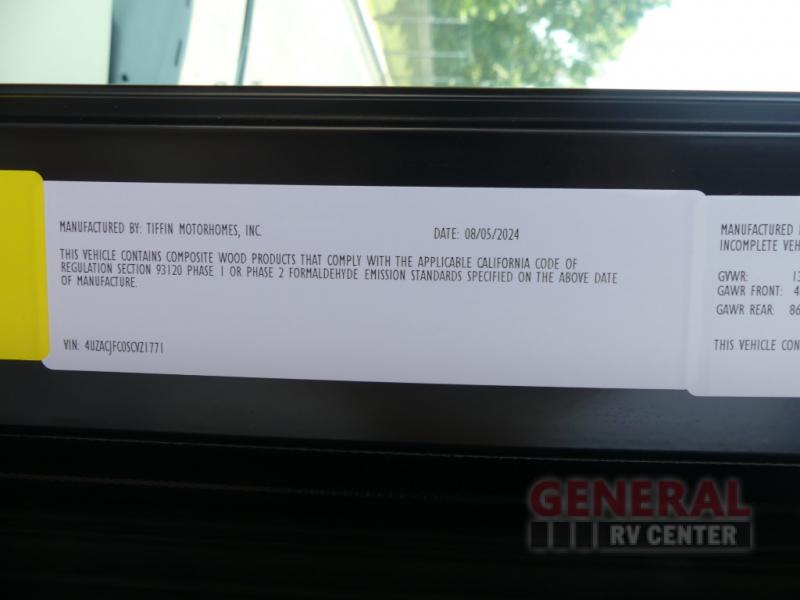 MANUFACTURED BY: TIFFIN MOTORHOMES, INC.
DATE: 08/05/2024
THIS VEHICLE CONTAINS COMPOSITE WOOD PRODUCTS THAT COMPLY WITH THE APPLICABLE CALIFORNIA CODE OF
REGULATION SECTION 93120 PHASE 1 OR PHASE 2 FORMALDEHYDE EMISSION STANDARDS SPECIFIED ON THE ABOVE DATE
OF MANUFACTURE.
VIN: 4UZACJFC0SCVZ1771
MANUFACTURED
INCOMPLETE VEH
GVWR: 13
GAWR FRONT: 4
GAWR REAR: 86
THIS VEHICLE CON
GENERAL
RV CENTER